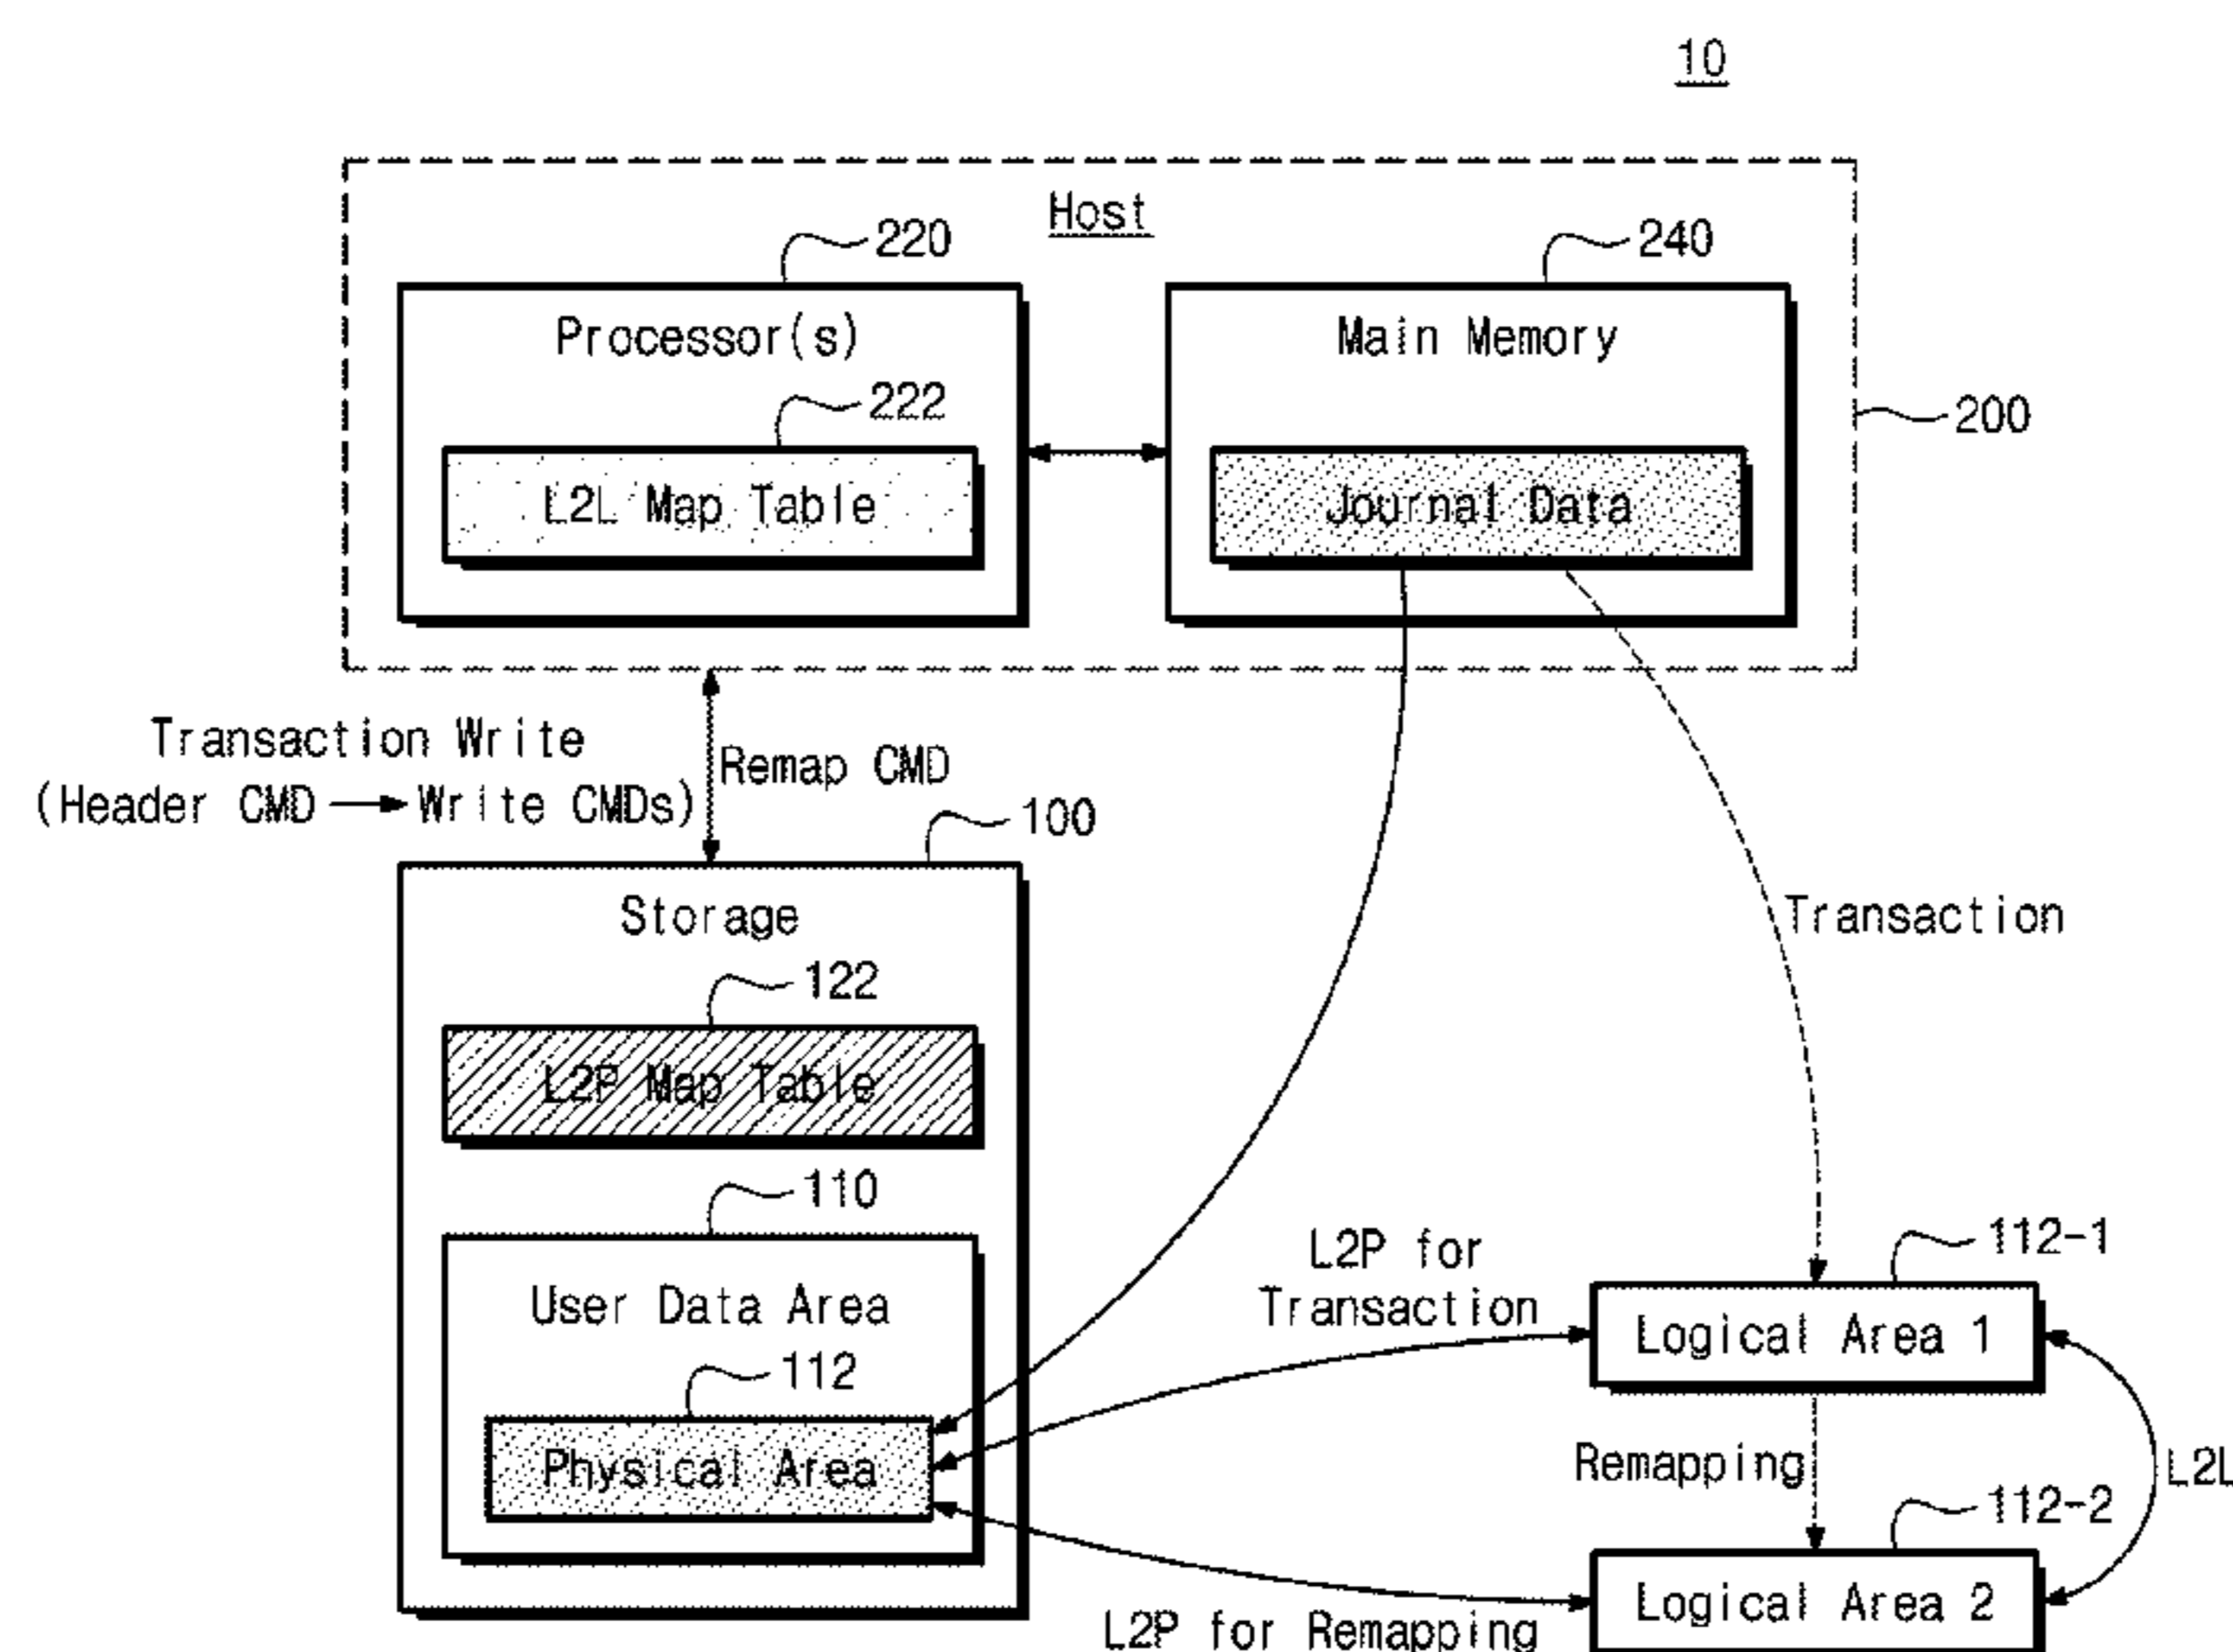 10
Host
220
240
Processor(s)
Main Memory
222
200
L2L Map Table
Journal Data
Transaction Write
(Header CMD → Write CMDs)
Remap CMD
100
Storage
Transaction
122
L2P Map Table
110
User Data Area
L2P for
Transaction
112-1
Logical Area 1
112
Physical Area
Remapping
L2L
112-2
Logical Area 2
L2P for Remapping